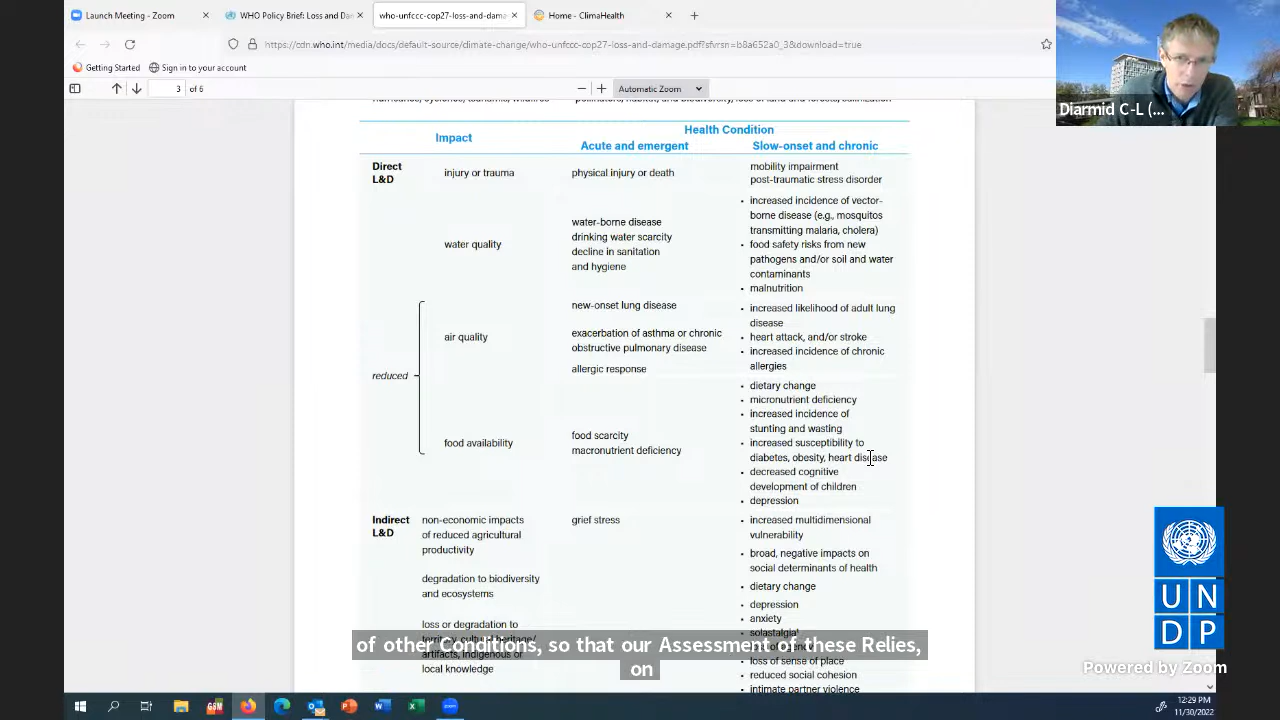 Launch Meeting - Zoom
WHO Policy Brief: Loss and Dan
who-unfccc-cop27-loss-and-dama
Home - ClimaHealth
https://cdn.who.int/media/docs/default-source/climate-change/who-unfccc-cop27-loss-and-damage.pdf?sfvrsn=b8a652a0_3&download=true
Getting Started
Sign in to your account
3 of 6
Automatic Zoom
Diarmid C-L (...
Health Condition
Impact
Acute and emergent
Slow-onset and chronic
Direct
L&D
injury or trauma
physical injury or death
mobility impairment
post-traumatic stress disorder
water quality
water-borne disease
drinking water scarcity
decline in sanitation
and hygiene
• increased incidence of vector-
borne disease (e.g., mosquitos
transmitting malaria, cholera)
• food safety risks from new
pathogens and/or soil and water
contaminants
• malnutrition
reduced
air quality
new-onset lung disease
exacerbation of asthma or chronic
obstructive pulmonary disease
allergic response
• increased likelihood of adult lung
disease
• heart attack, and/or stroke
• increased incidence of chronic
allergies
food availability
food scarcity
macronutrient deficiency
• dietary change
• micronutrient deficiency
• increased incidence of
stunting and wasting
• increased susceptibility to
diabetes, obesity, heart disease
• decreased cognitive
development of children
• depression
Indirect
L&D
non-economic impacts
of reduced agricultural
productivity
grief stress
• increased multidimensional
vulnerability
• broad, negative impacts on
social determinants of health
degradation to biodiversity
and ecosystems
• dietary change
• depression
• anxiety
• solastalgia
loss or degradation to
territory, cultural heritage/
artifacts, indigenous or
local knowledge
• loss of sense of place
• reduced social cohesion
• intimate partner violence
of other Conditions, so that our Assessment of these Relies,
on
UN
DP
Powered by Zoom
GSM
12:29 PM
11/30/2022